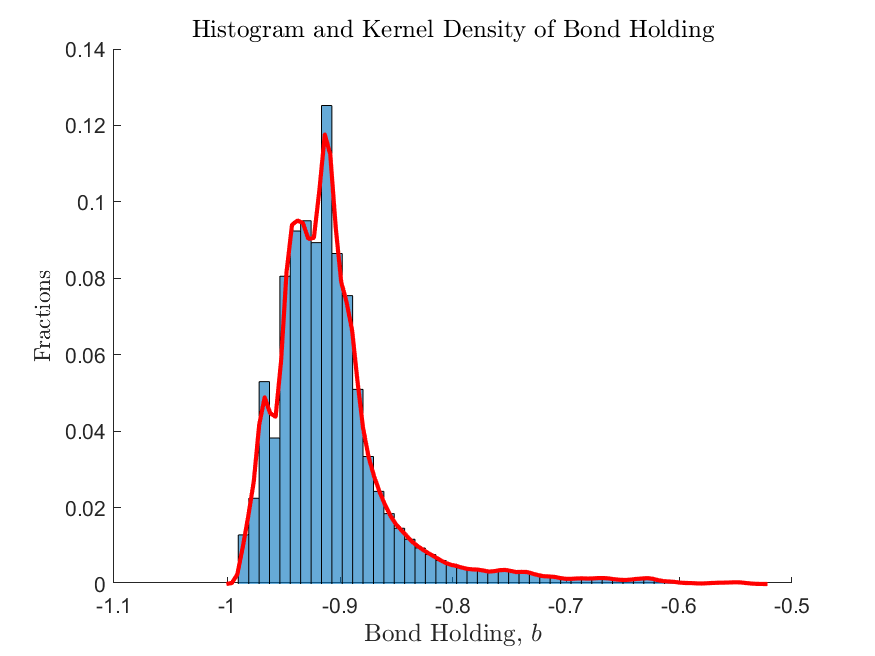 Histogram and Kernel Density of Bond Holding
0.14
0.12
0.1
0.08
0.06
0.04
0.02
0
Fractions
-1.1 -1 -0.9 -0.8 -0.7 -0.6 -0.5
Bond Holding, b